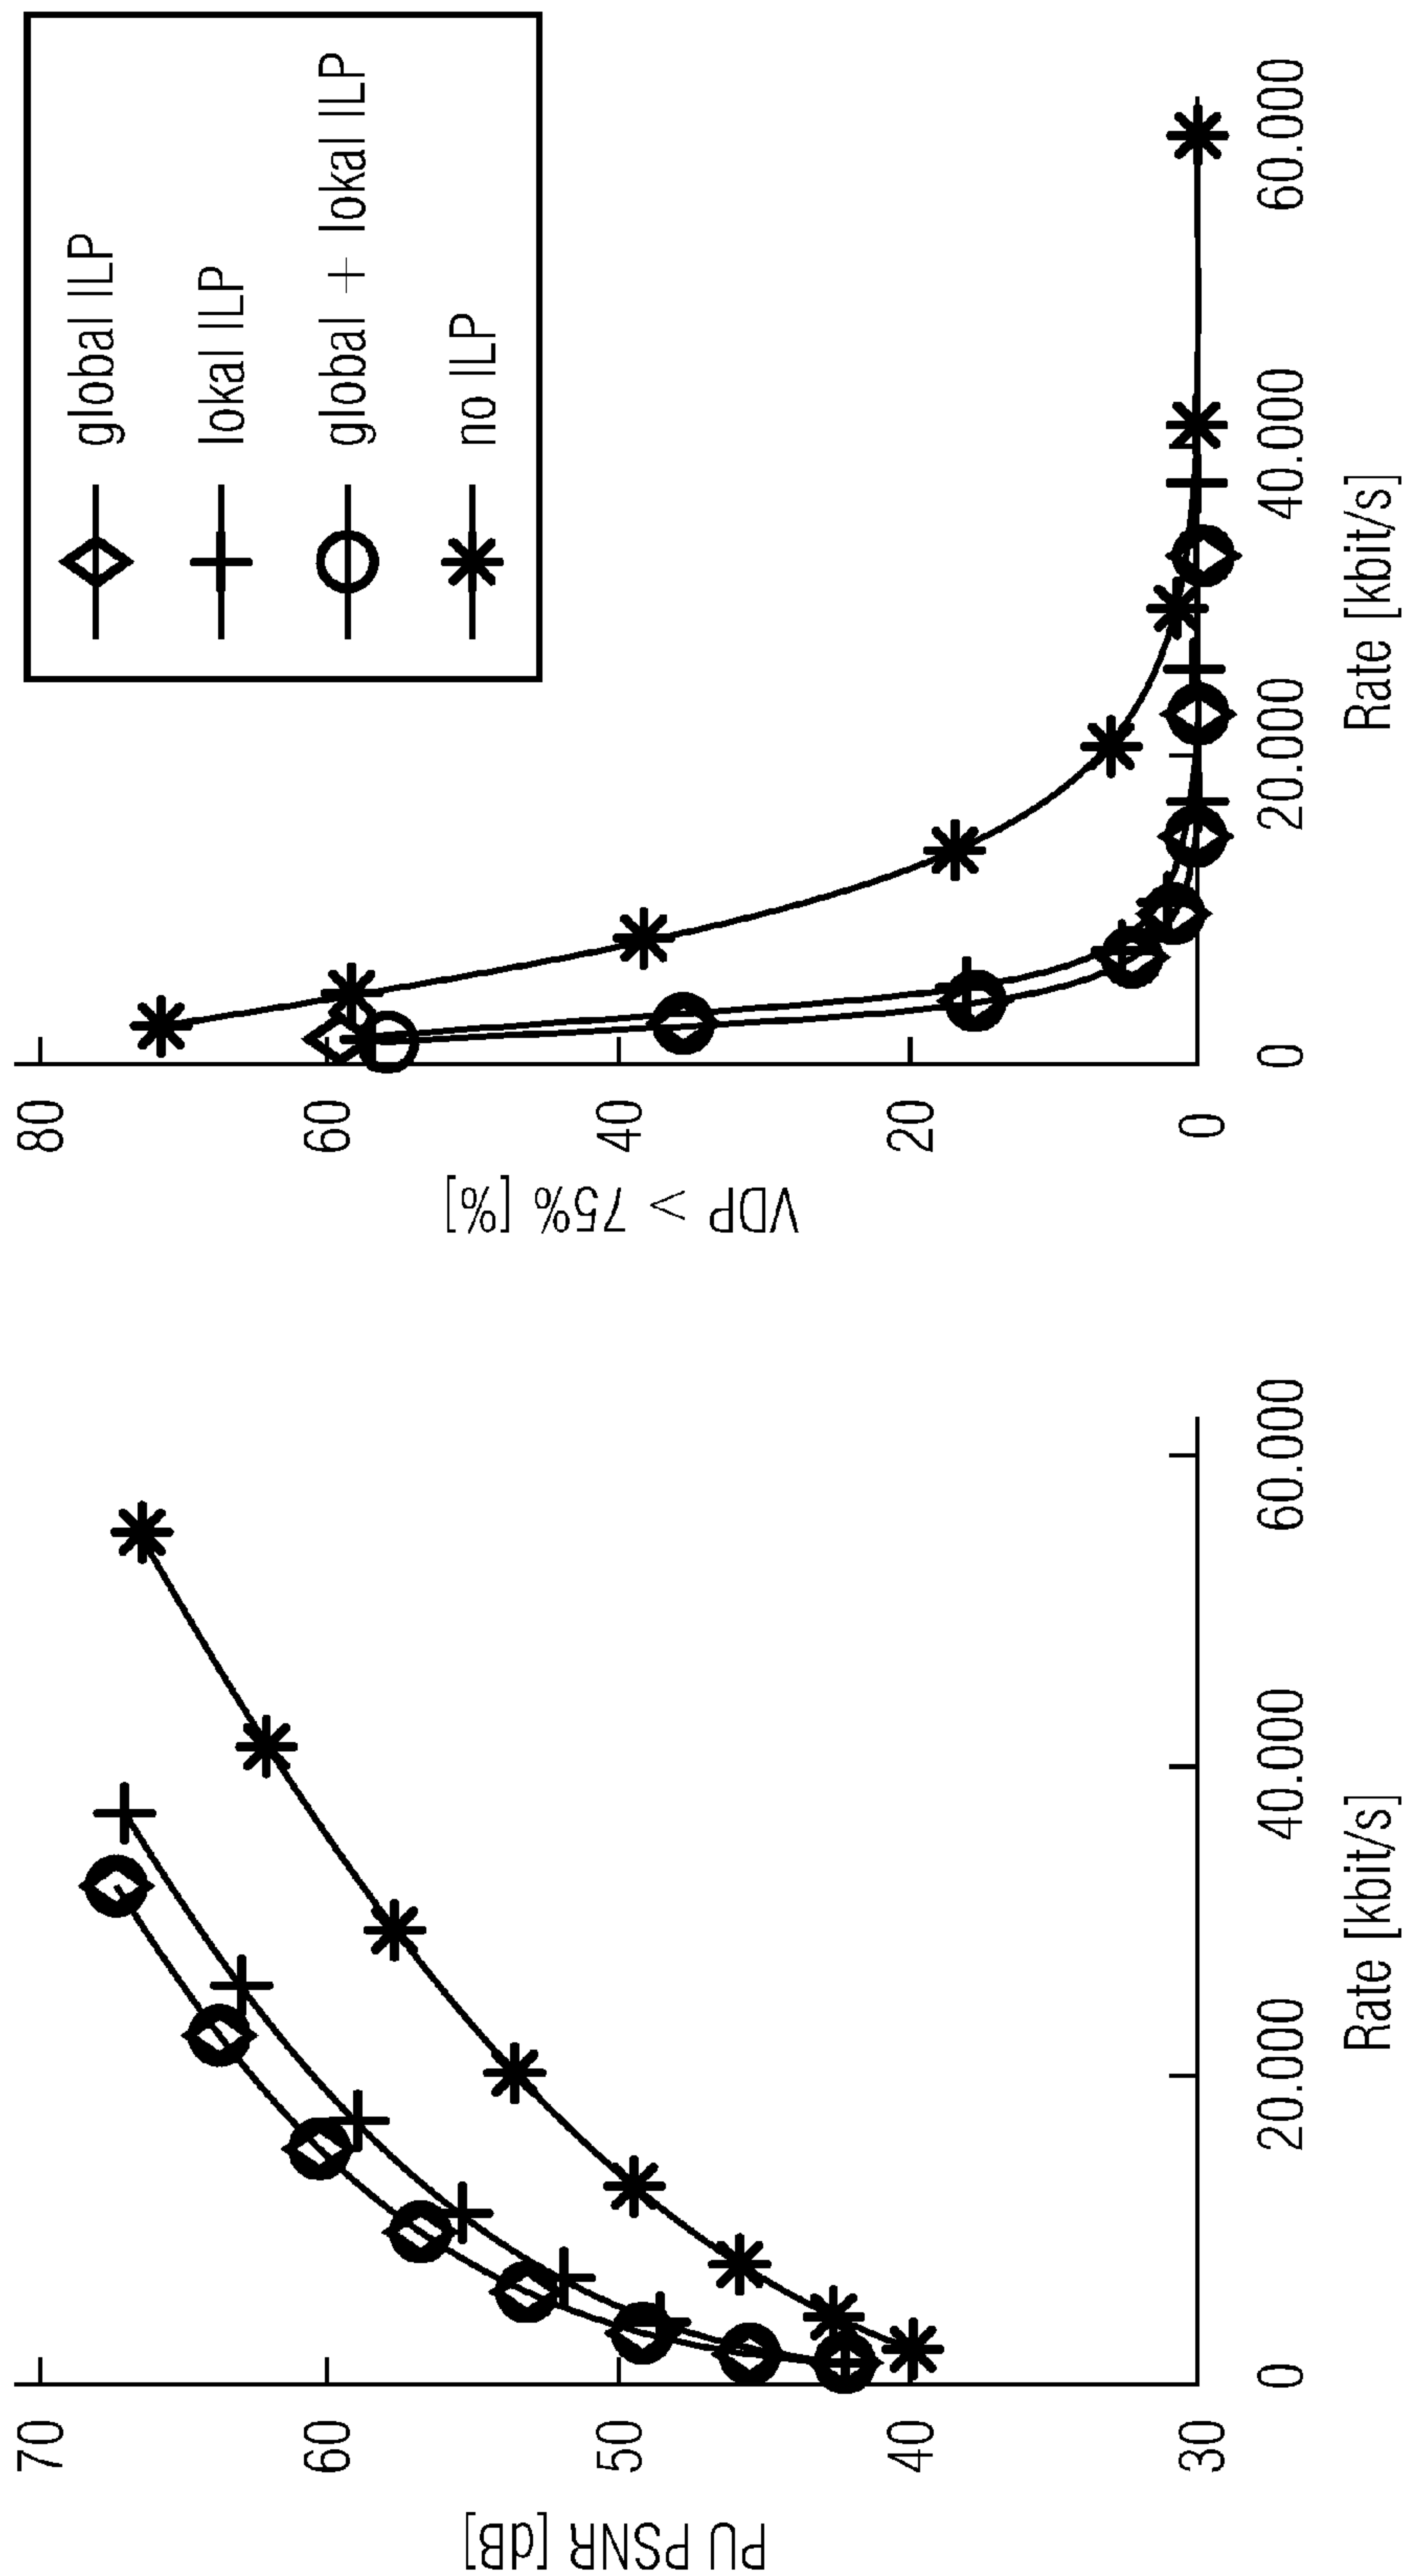 PU PSNR [dB]
70
60
50
40
30
0
20.000
40.000
60.000
Rate [kbit/s]
VDP > 75% [%]
80
60
40
20
0
0
20.000
40.000
60.000
Rate [kbit/s]
global ILP
lokal ILP
global + lokal ILP
no ILP